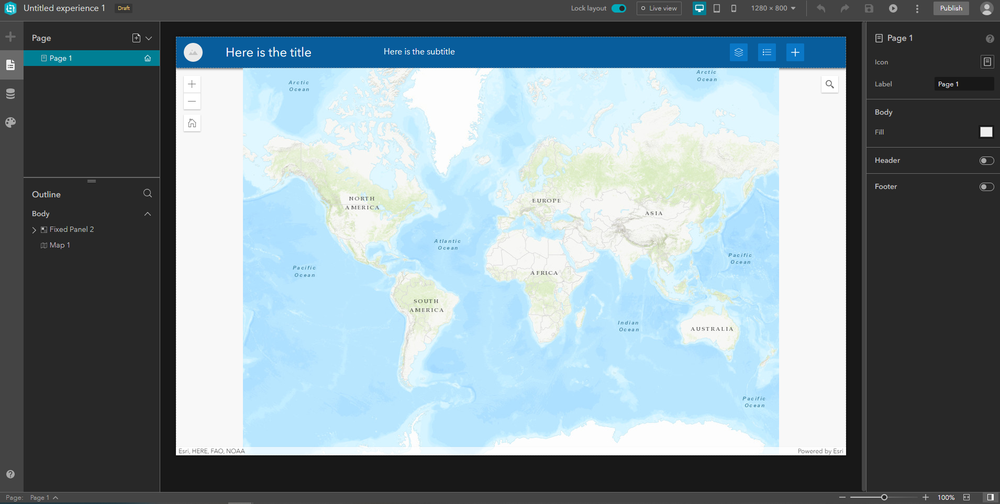 Untitled experience 1
Draft
Lock layout
Live view
1280 × 800
Publish
Page
Page 1
Outline
Body
Fixed Panel 2
Map 1
Here is the title
Here is the subtitle
Arctic
Ocean
Arctic
Ocean
NORTH
AMERICA
EUROPE
ASIA
Atlantic
Ocean
Pacific
Ocean
Pacific
Ocean
AFRICA
SOUTH
AMERICA
Indian
Ocean
AUSTRALIA
Pacific
Ocean
Esri, HERE, FAO, NOAA
Powered by Esri
Page 1
Icon
Label
Page 1
Body
Fill
Header
Footer
Page: Page 1
100%